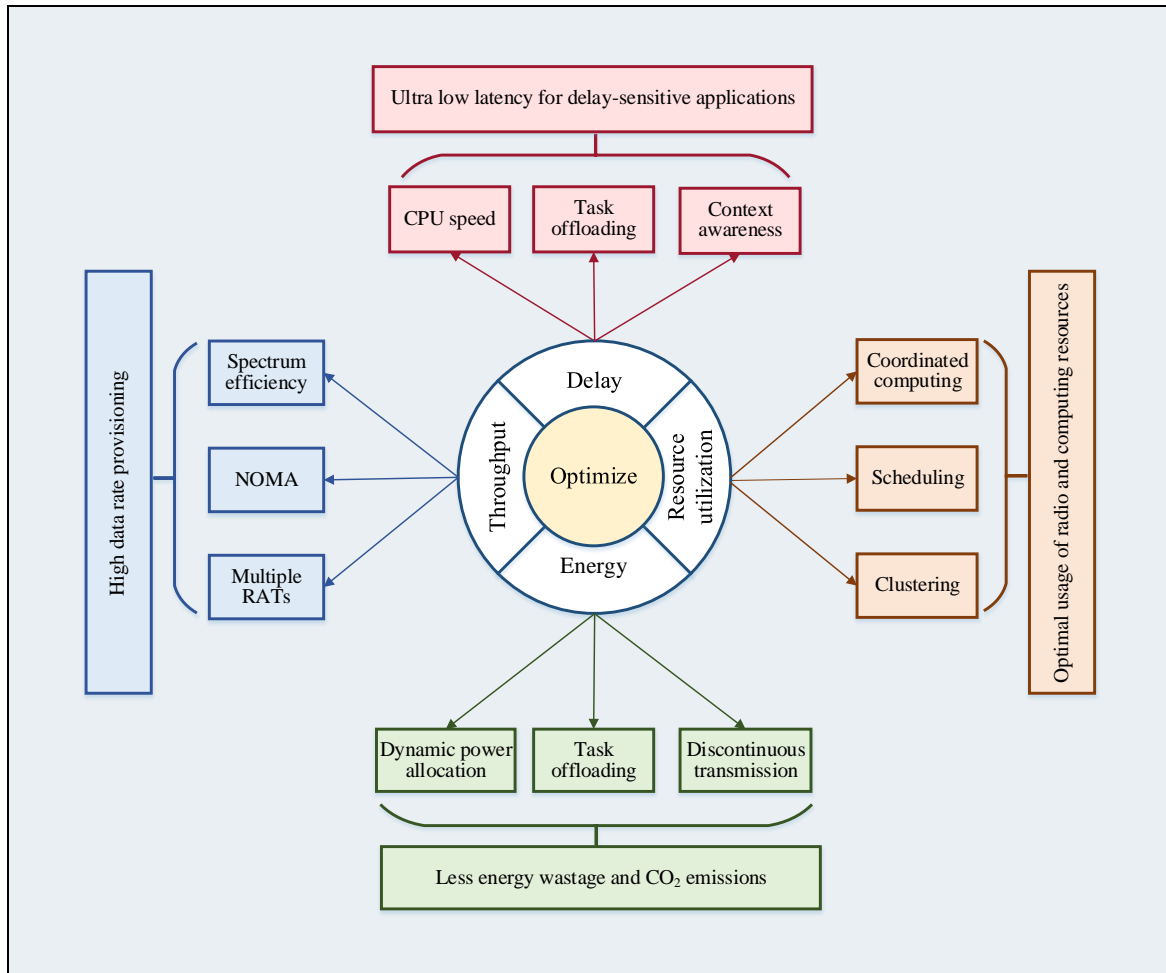 Ultra low latency for delay-sensitive applications
CPU speed
Task
offloading
Context
awareness
High data rate provisioning
Spectrum
efficiency
NOMA
Multiple
RATs
Delay
Throughput
Optimize
Resource
utilization
Energy
Coordinated
computing
Scheduling
Clustering
Optimal usage of radio and computing resources
Dynamic power
allocation
Task
offloading
Discontinuous
transmission
Less energy wastage and CO₂ emissions